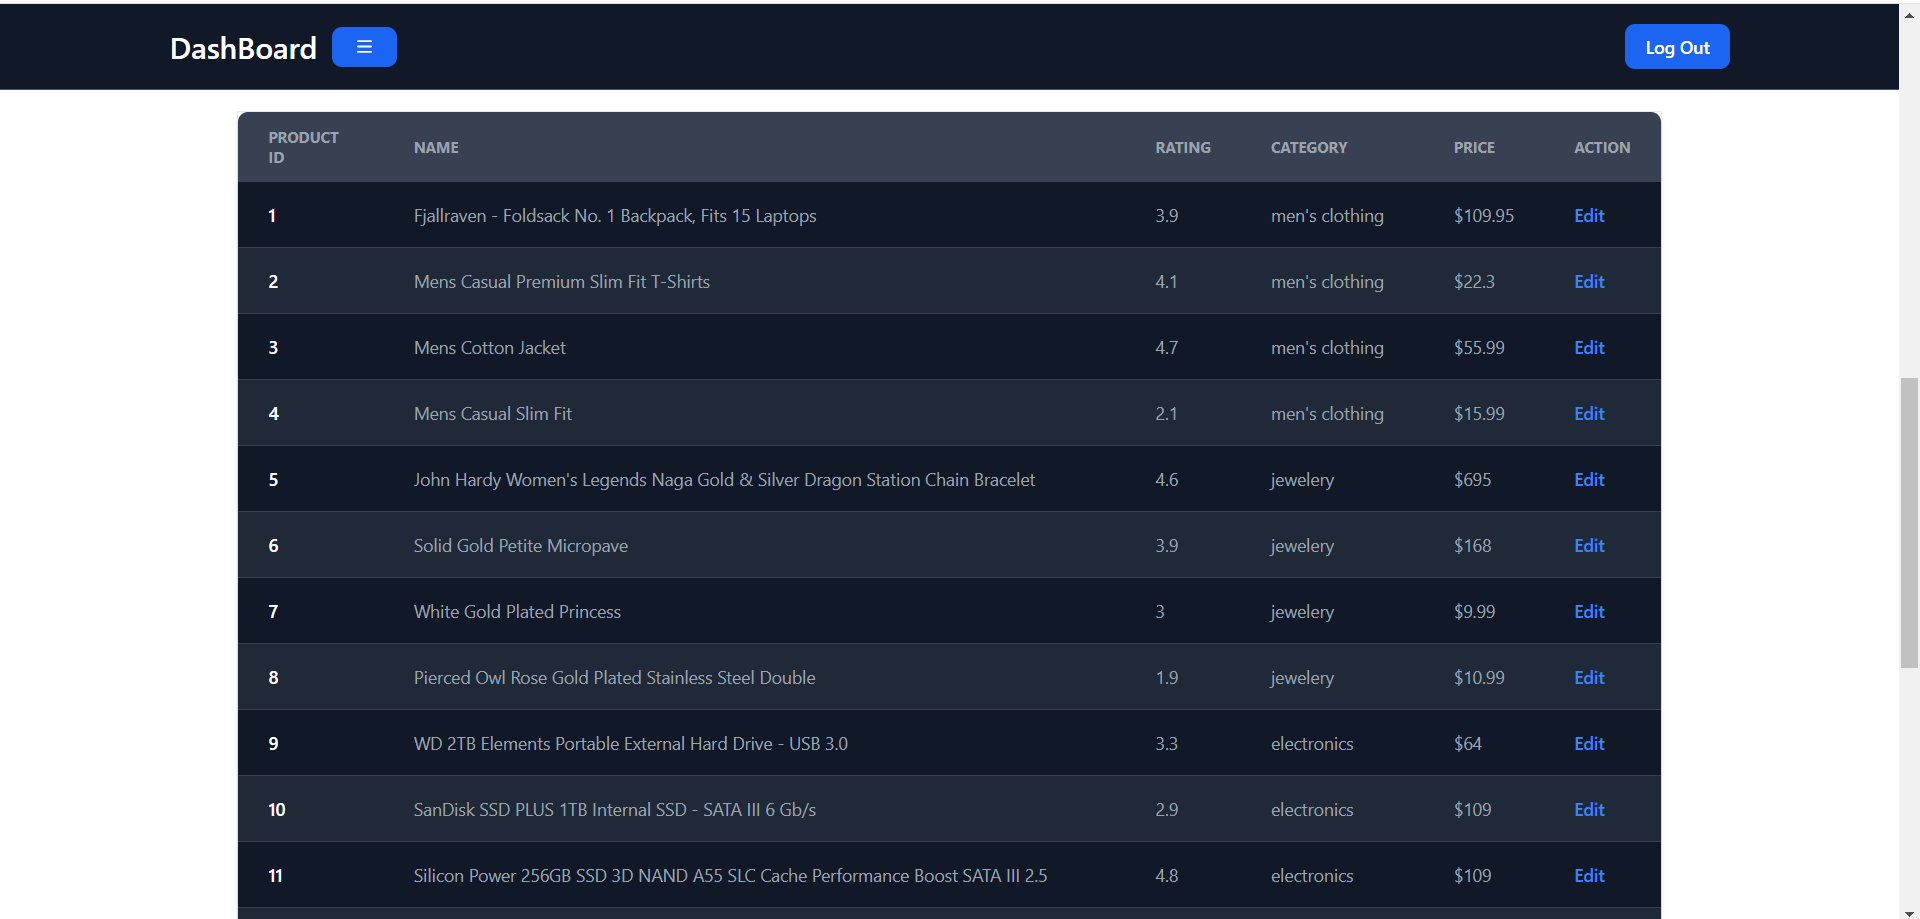 DashBoard
Log Out
PRODUCT ID NAME RATING CATEGORY PRICE ACTION
1 Fjallraven - Foldsack No. 1 Backpack, Fits 15 Laptops 3.9 men's clothing $109.95 Edit
2 Mens Casual Premium Slim Fit T-Shirts 4.1 men's clothing $22.3 Edit
3 Mens Cotton Jacket 4.7 men's clothing $55.99 Edit
4 Mens Casual Slim Fit 2.1 men's clothing $15.99 Edit
5 John Hardy Women's Legends Naga Gold & Silver Dragon Station Chain Bracelet 4.6 jewelery $695 Edit
6 Solid Gold Petite Micropave 3.9 jewelery $168 Edit
7 White Gold Plated Princess 3 jewelery $9.99 Edit
8 Pierced Owl Rose Gold Plated Stainless Steel Double 1.9 jewelery $10.99 Edit
9 WD 2TB Elements Portable External Hard Drive - USB 3.0 3.3 electronics $64 Edit
10 SanDisk SSD PLUS 1TB Internal SSD - SATA III 6 Gb/s 2.9 electronics $109 Edit
11 Silicon Power 256GB SSD 3D NAND A55 SLC Cache Performance Boost SATA III 2.5 4.8 electronics $109 Edit